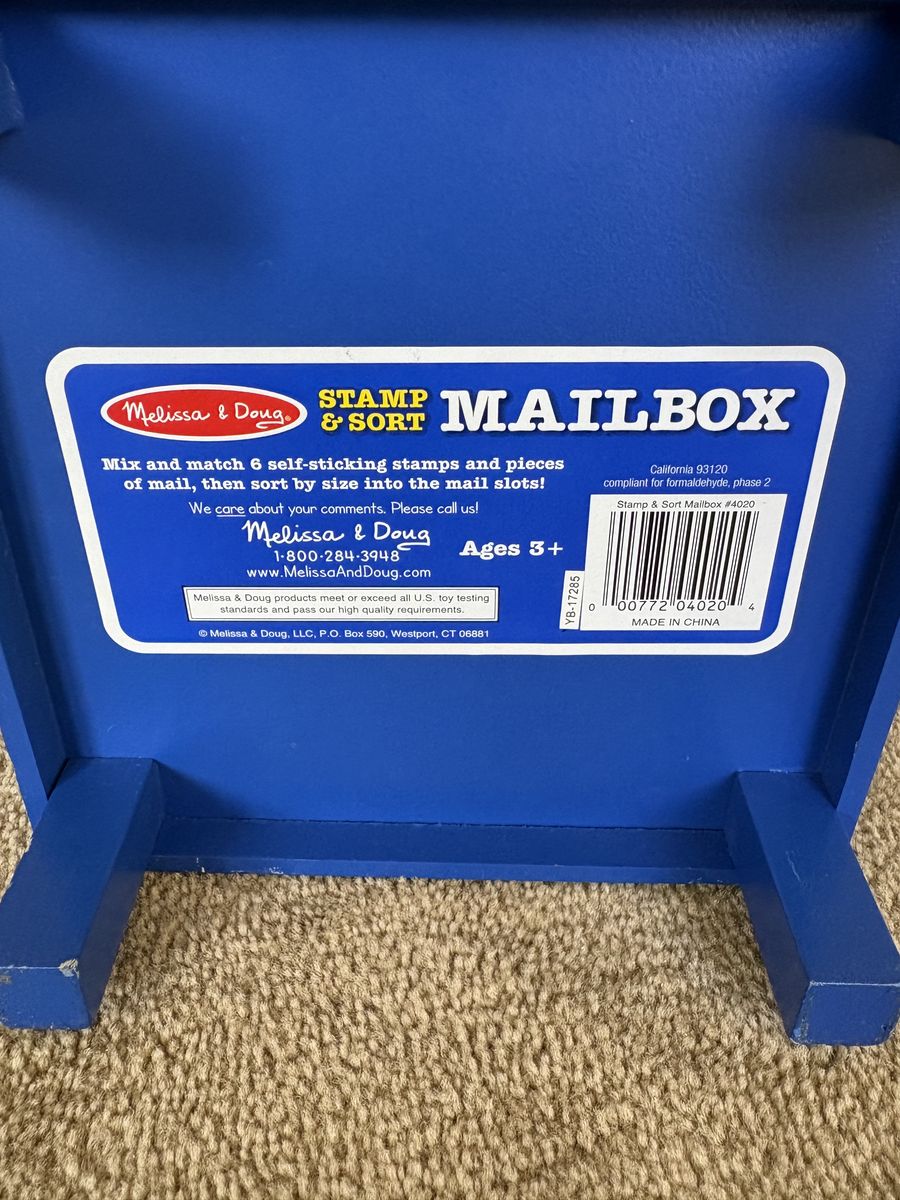 Melissa & Doug®
STAMP
& SORT
MAILBOX
Mix and match 6 self-sticking stamps and pieces
of mail, then sort by size into the mail slots!
We care about your comments. Please call us!
Melissa & Doug
1-800-284-3948
www.MelissaAndDoug.com
Ages 3+
Melissa & Doug products meet or exceed all U.S. toy testing
standards and pass our high quality requirements.
© Melissa & Doug, LLC, P.O. Box 590, Westport, CT 06881
California 93120
compliant for formaldehyde, phase 2
Stamp & Sort Mailbox #4020
YB-17285
0 00772 04020 4
MADE IN CHINA